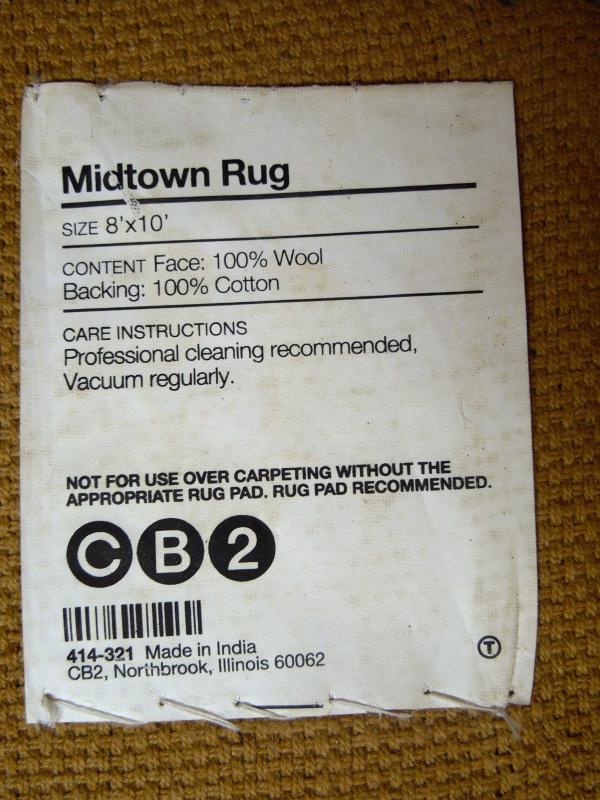 Midtown Rug
SIZE 8'x10'
CONTENT Face: 100% Wool
Backing: 100% Cotton
CARE INSTRUCTIONS
Professional cleaning recommended,
Vacuum regularly.
NOT FOR USE OVER CARPETING WITHOUT THE
APPROPRIATE RUG PAD. RUG PAD RECOMMENDED.
CB2
414-321 Made in India
CB2, Northbrook, Illinois 60062
T